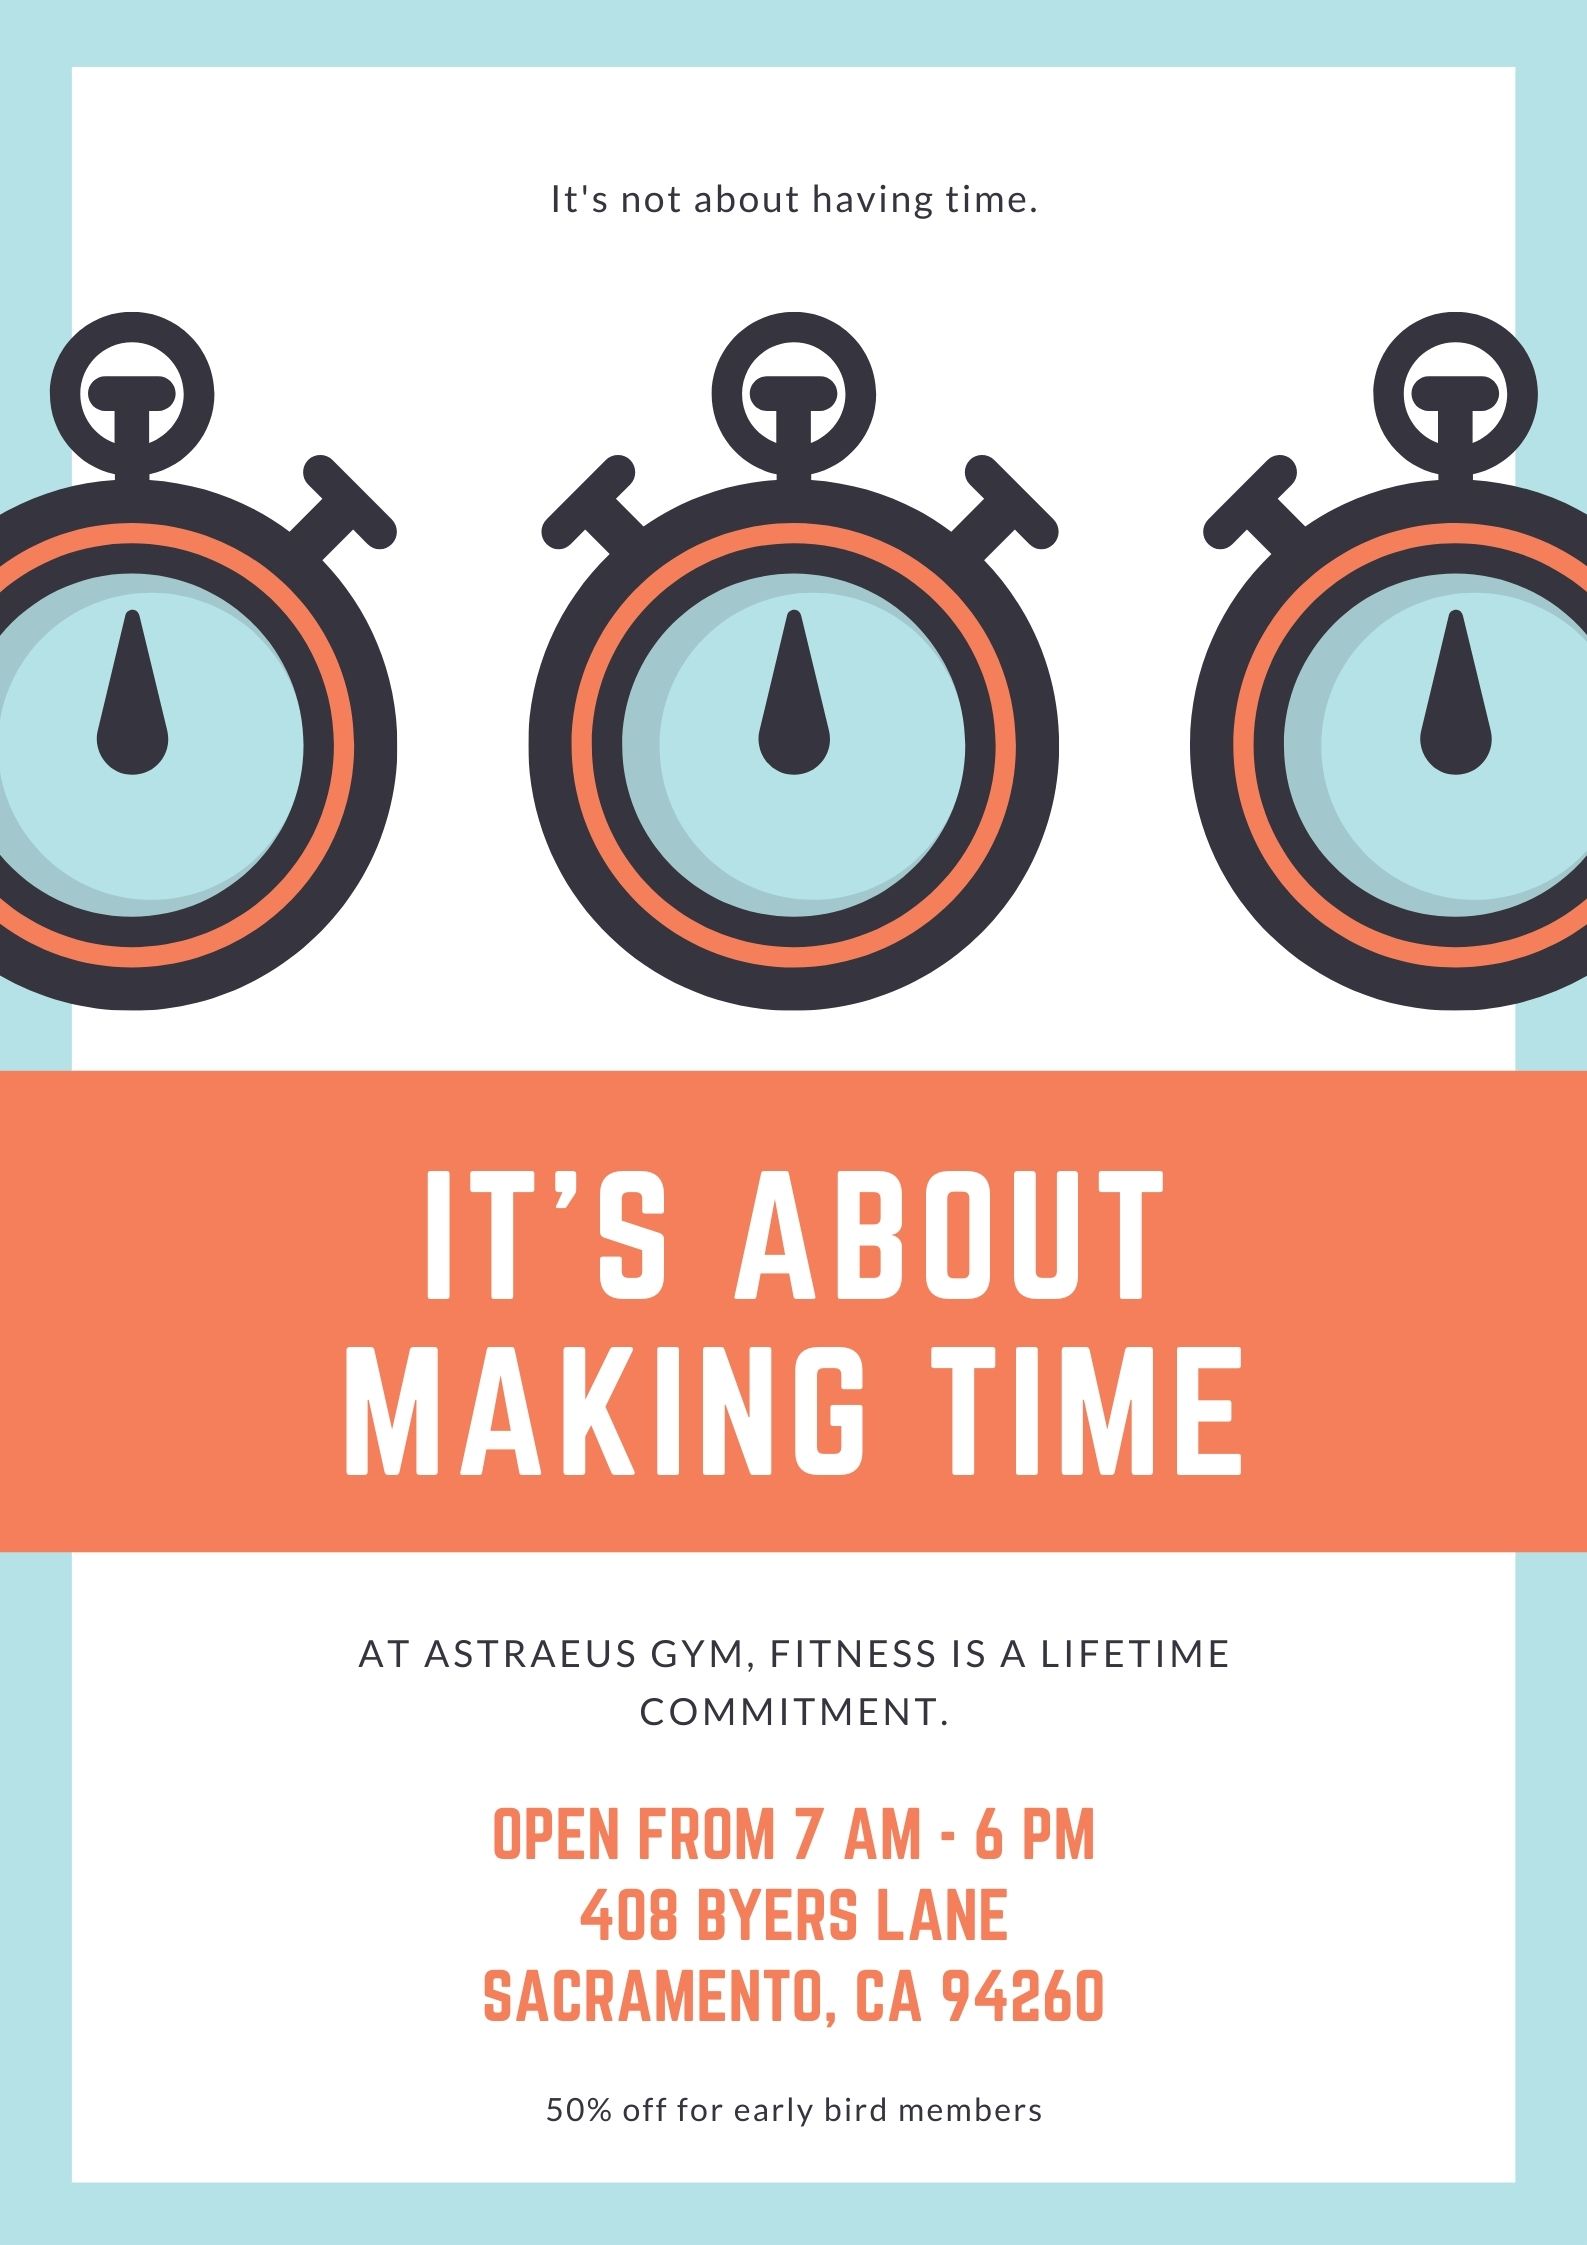 It's not about having time.
IT’S ABOUT
MAKING TIME
AT ASTRAEUS GYM, FITNESS IS A LIFETIME
COMMITMENT.
OPEN FROM 7 AM - 6 PM
408 BYERS LANE
SACRAMENTO, CA 94260
50% off for early bird members